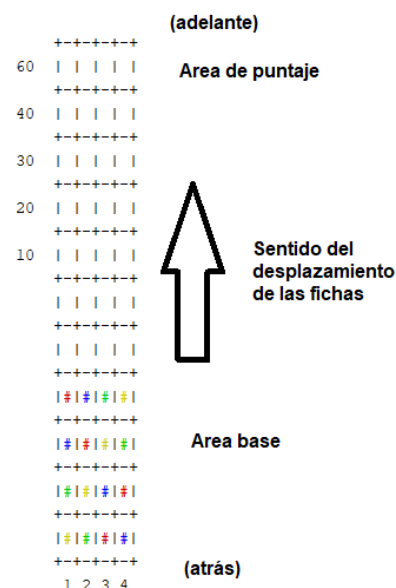 (adelante)
+-+-+-+-+
60 | | | | | Area de puntaje
+-+-+-+-+
40 | | | | |
+-+-+-+-+
30 | | | | |
+-+-+-+-+
20 | | | | |
+-+-+-+-+
10 | | | | | Sentido del
+-+-+-+-+ desplazamiento
| | | | | de las fichas
+-+-+-+-+
| | | | |
+-+-+-+-+
|#|#|#|#|
+-+-+-+-+
|#|#|#|#| Area base
+-+-+-+-+
|#|#|#|#|
+-+-+-+-+
|#|#|#|#|
+-+-+-+-+ (atrás)
1 2 3 4